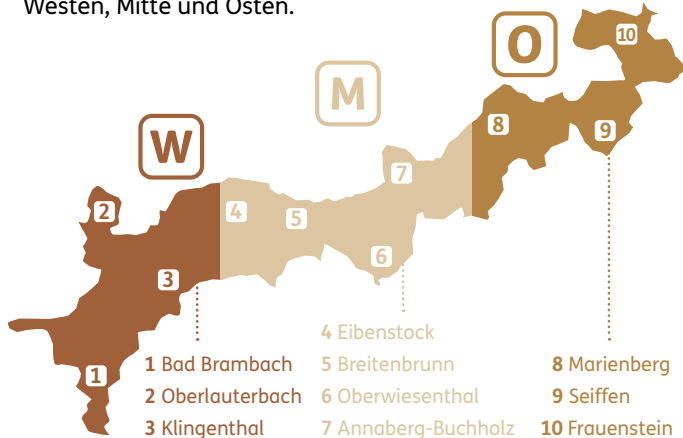 Westen, Mitte und Osten.
O
10
M
8
9
W
7
2
4
5
6
3
1
4 Eibenstock
1 Bad Brambach
5 Breitenbrunn
8 Marienberg
2 Oberlauterbach
6 Oberwiesenthal
9 Seiffen
3 Klingenthal
7 Annaberg-Buchholz
10 Frauenstein